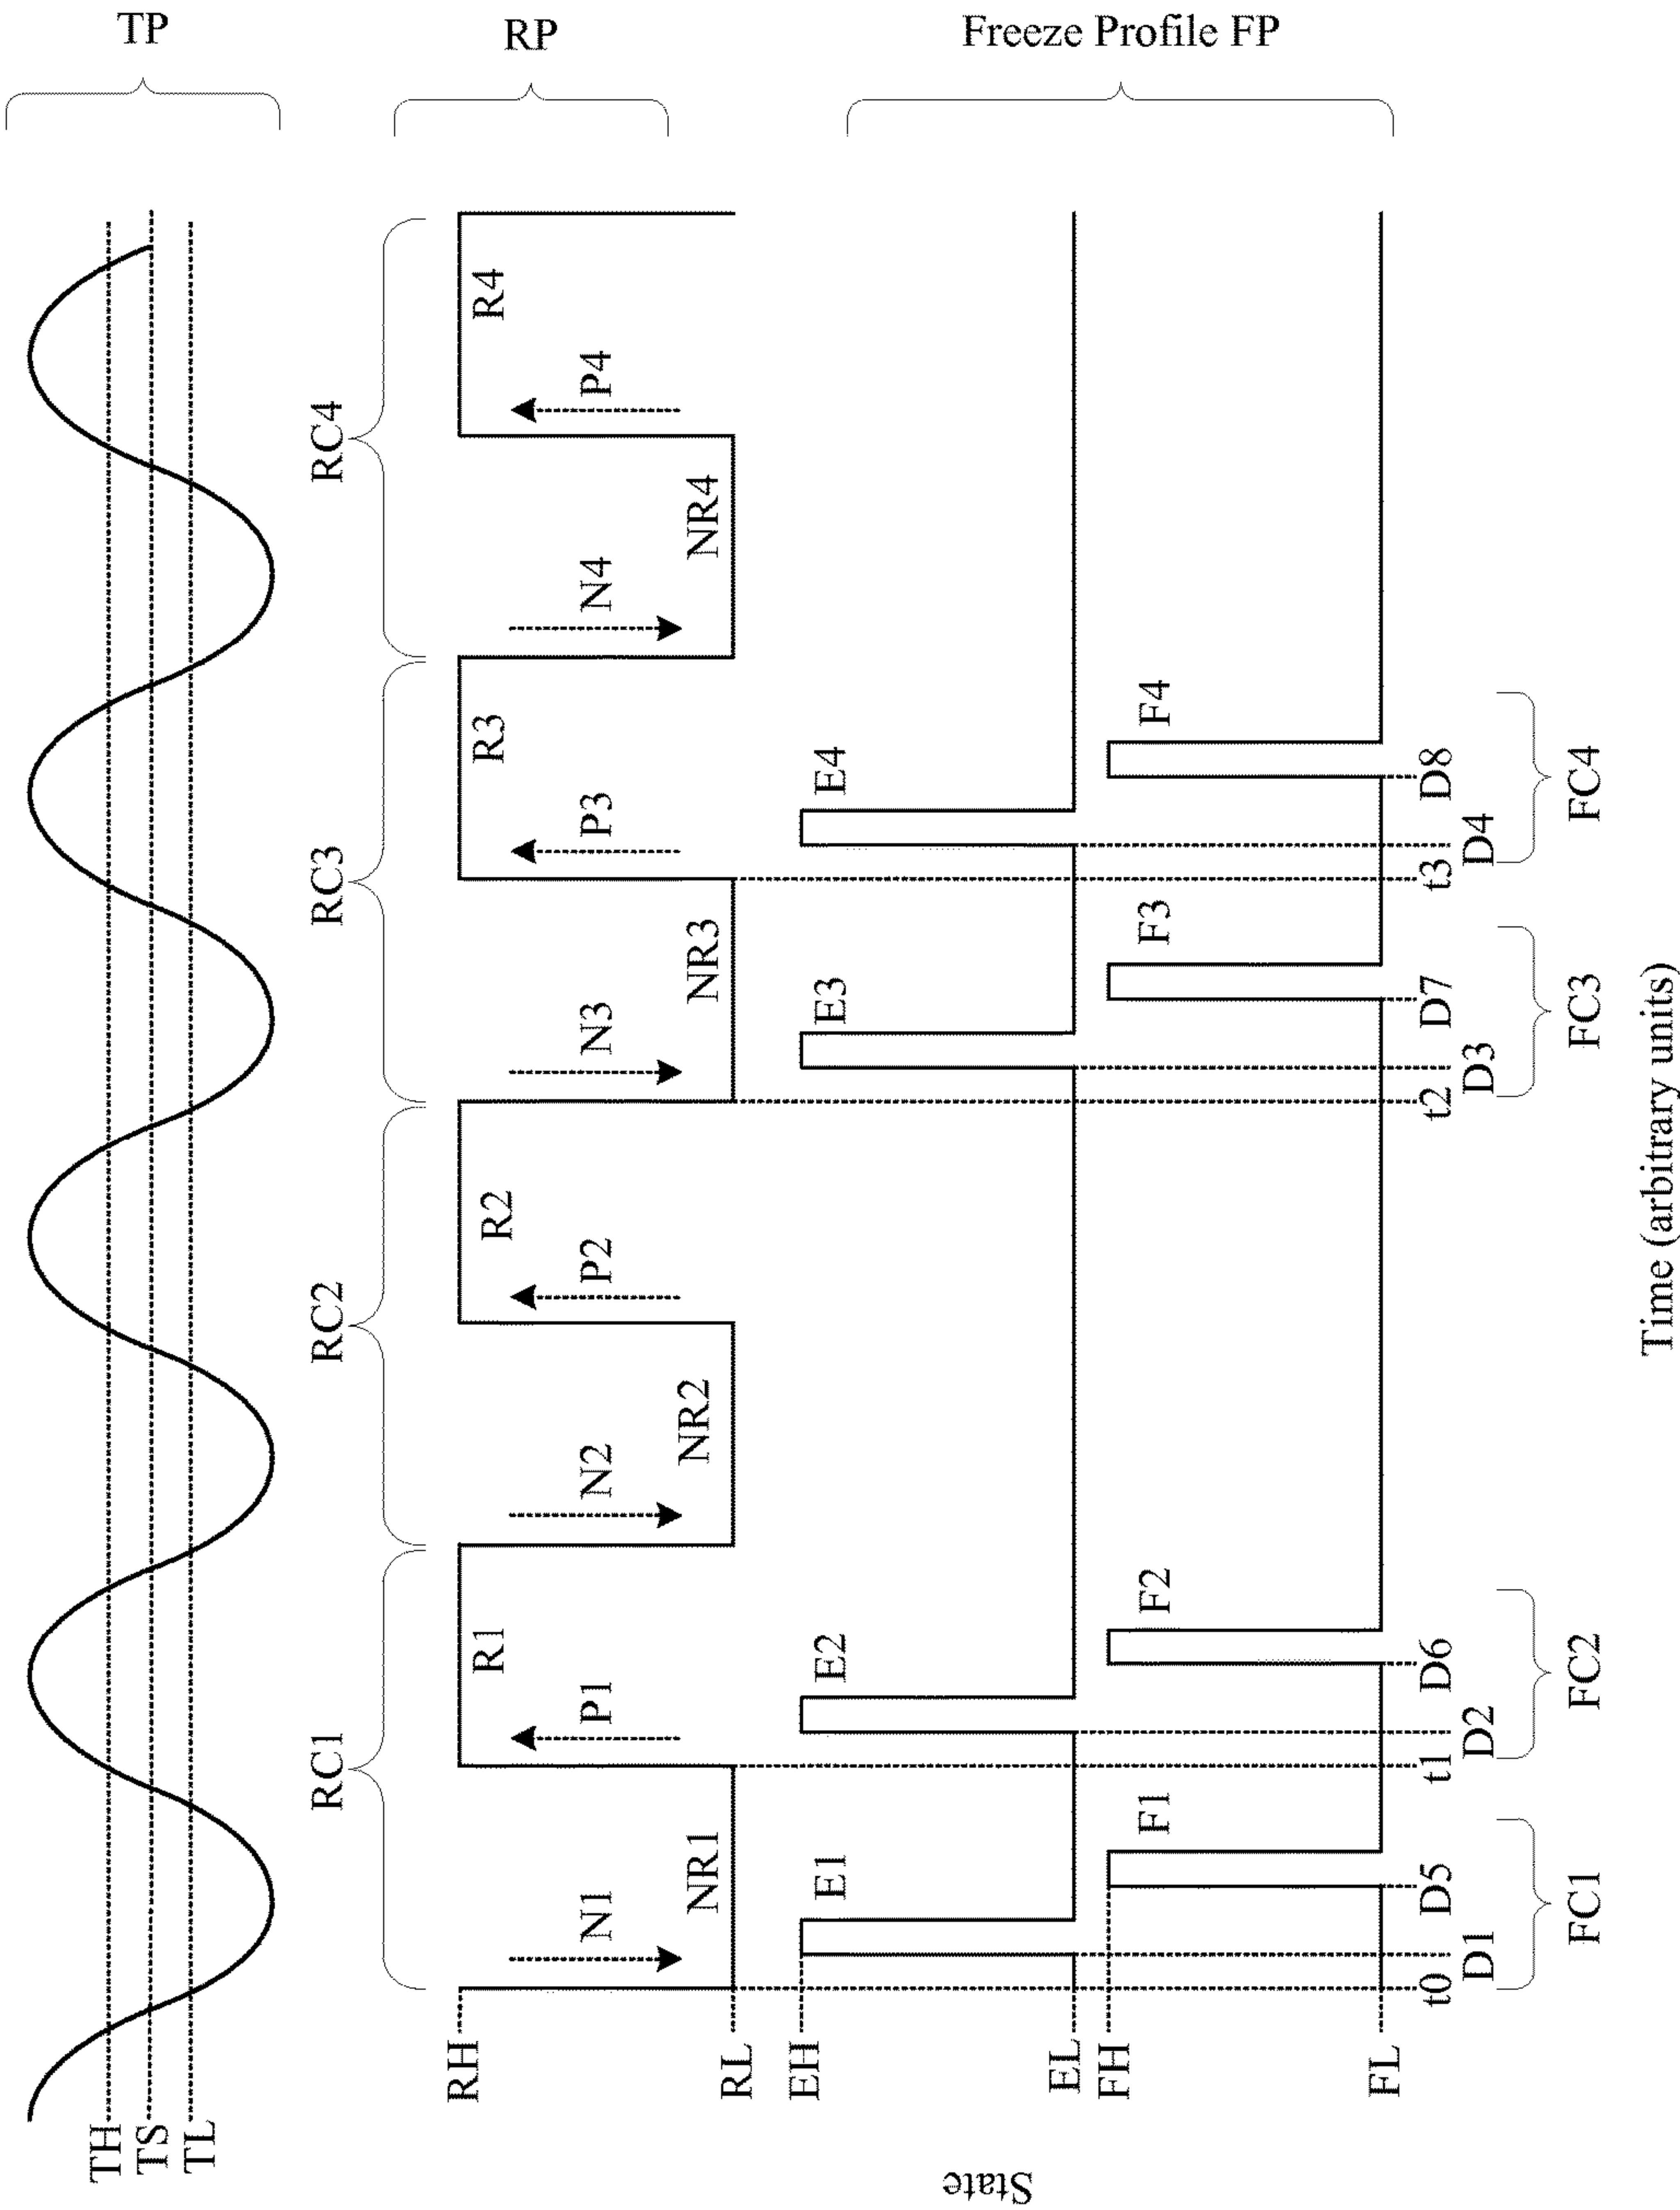 TH
TS
TL
TP
RC1 RC2 RC3 RC4
RH
R1 R2 R3 R4
RP
N1 P1 N2 P2 N3 P3 N4 P4
NR1 NR2 NR3 NR4
RL
EH
E1 E2 E3 E4
State
EL
FH
Freeze Profile FP
F1 F2 F3 F4
FL
t0 D5 t1 D6 t2 D7 t3 D8
D1 D2 D3 D4
FC1 FC2 FC3 FC4
Time (arbitrary units)